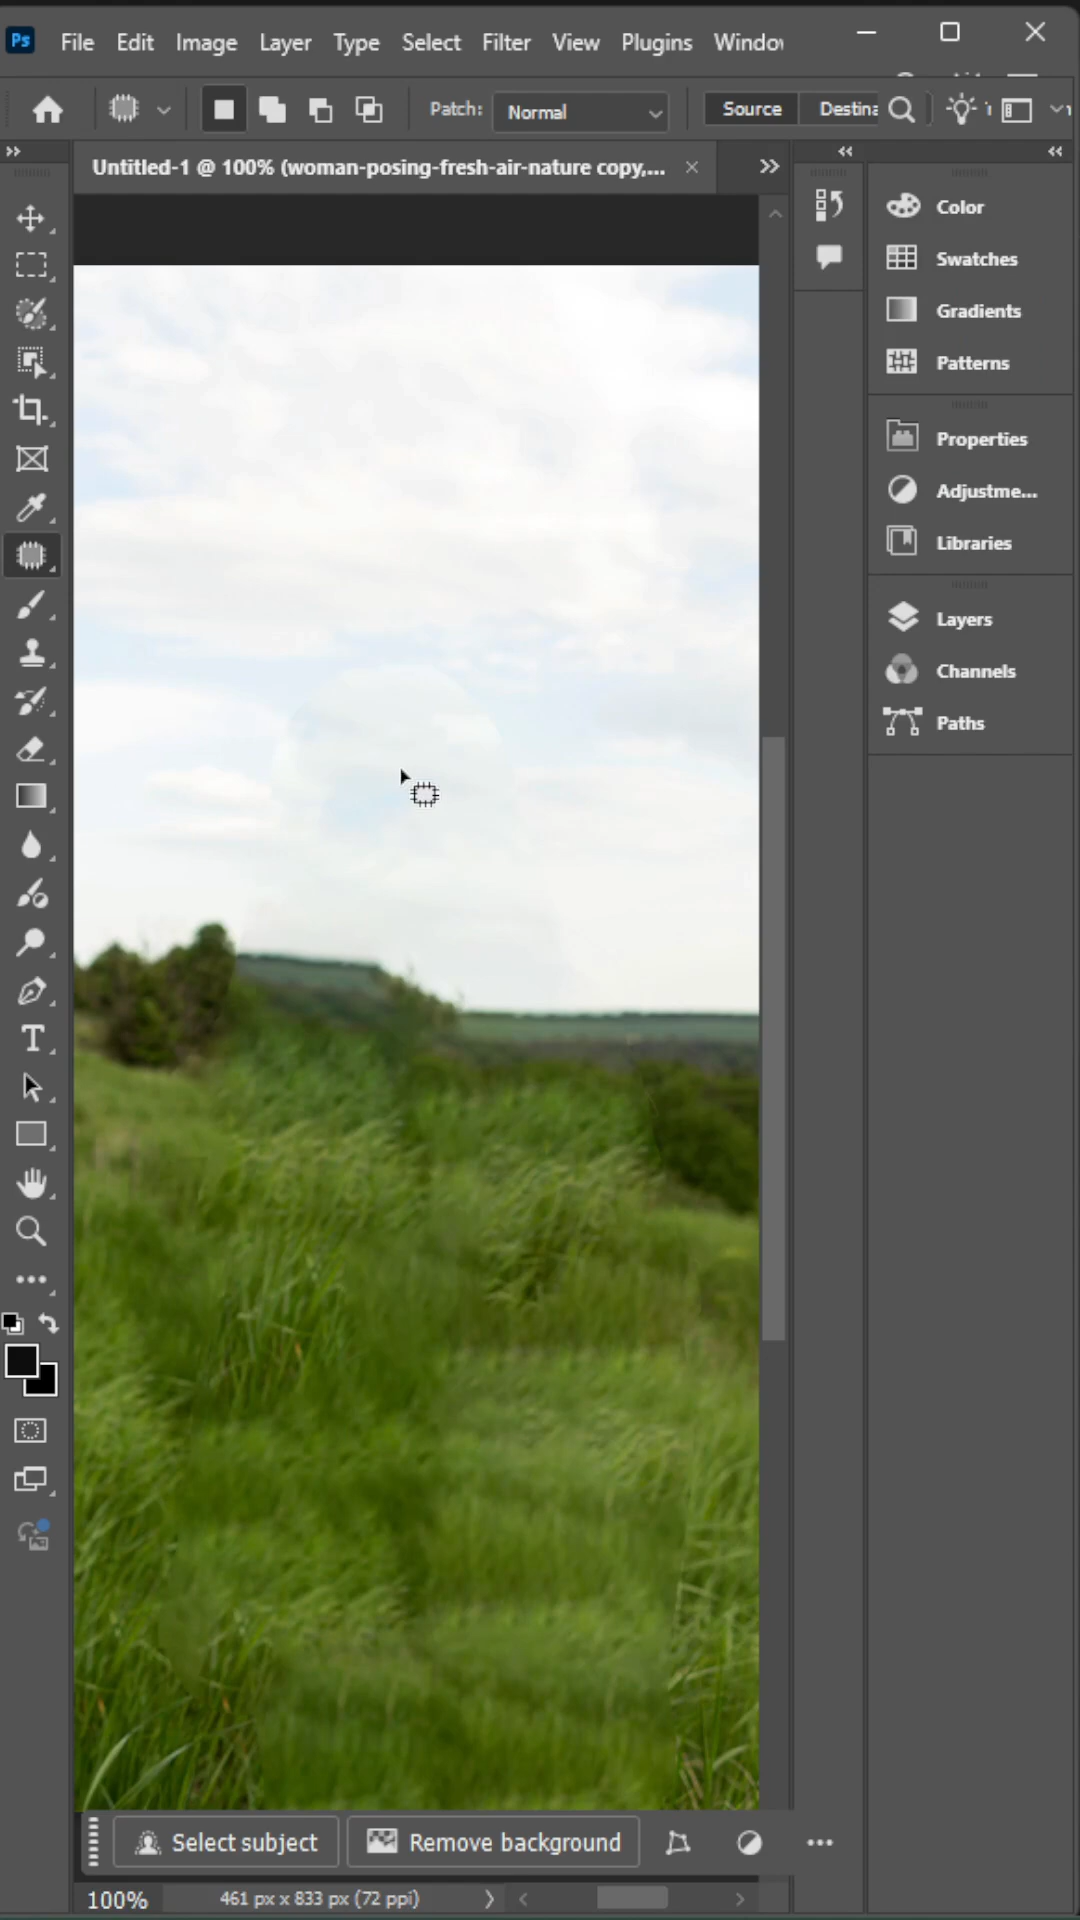 Ps File Edit Image Layer Type Select Filter View Plugins Windo
Patch: Normal Source Destina
Untitled-1 @ 100% (woman-posing-fresh-air-nature copy,...
Color
Swatches
Gradients
Patterns
Properties
Adjustme...
Libraries
Layers
Channels
Paths
T
Select subject Remove background
100% 461 px x 833 px (72 ppi)